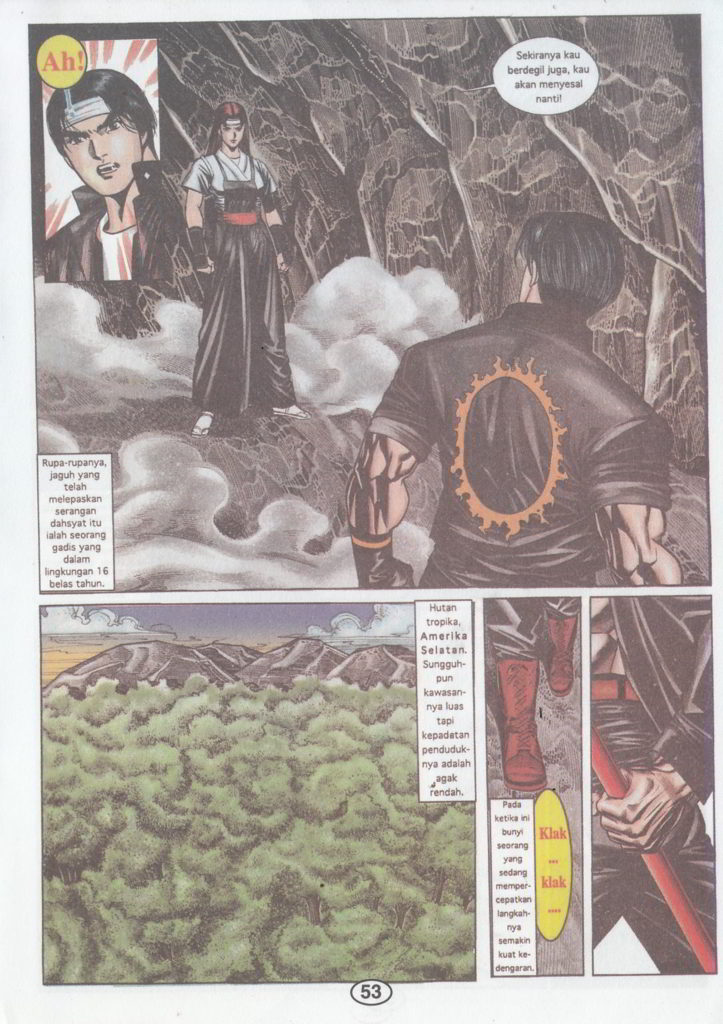 Ah!
Sekiranya kau
berdegil juga, kau
akan menyesal
nanti!
Rupa-rupanya,
jaguh yang
telah
melepaskan
serangan
dahsyat itu
ialah seorang
gadis yang
dalam
lingkungan 16
belas tahun.
Hutan
tropika,
Amerika
Selatan.
Sungguh-
pun
kawasan-
nya luas
tapi
kepadatan
penduduk-
nya adalah
agak
rendah.
Pada
ketika ini
bunyi
seorang
yang
sedang
memper-
cepatkan
langkah-
nya
semakin
kuat ke-
dengaran.
Klak
...
klak
....
53